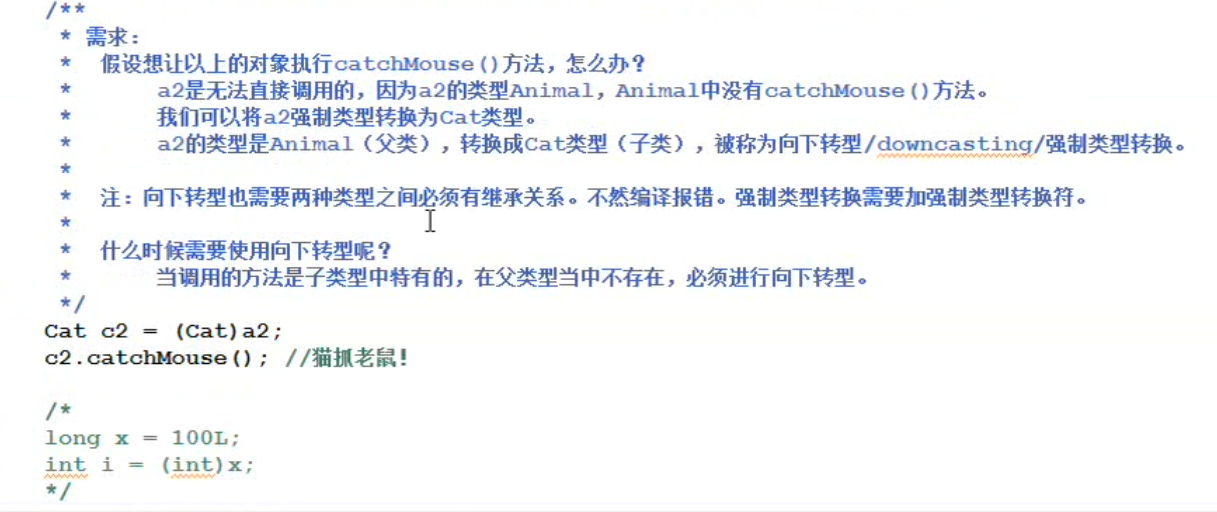 /**
 * 需求：
 *  假设想让以上的对象执行catchMouse()方法，怎么办？
 *      a2是无法直接调用的，因为a2的类型Animal，Animal中没有catchMouse()方法。
 *      我们可以将a2强制类型转换为Cat类型。
 *      a2的类型是Animal（父类），转换成Cat类型（子类），被称为向下转型/downcasting/强制类型转换。
 *
 *  注：向下转型也需要两种类型之间必须有继承关系。不然编译报错。强制类型转换需要加强制类型转换符。
 *
 *  什么时候需要使用向下转型呢？
 *      当调用的方法是子类型中特有的，在父类型当中不存在，必须进行向下转型。
 */
Cat c2 = (Cat)a2;
c2.catchMouse(); //猫抓老鼠！
/*
long x = 100L;
int i = (int)x;
*/